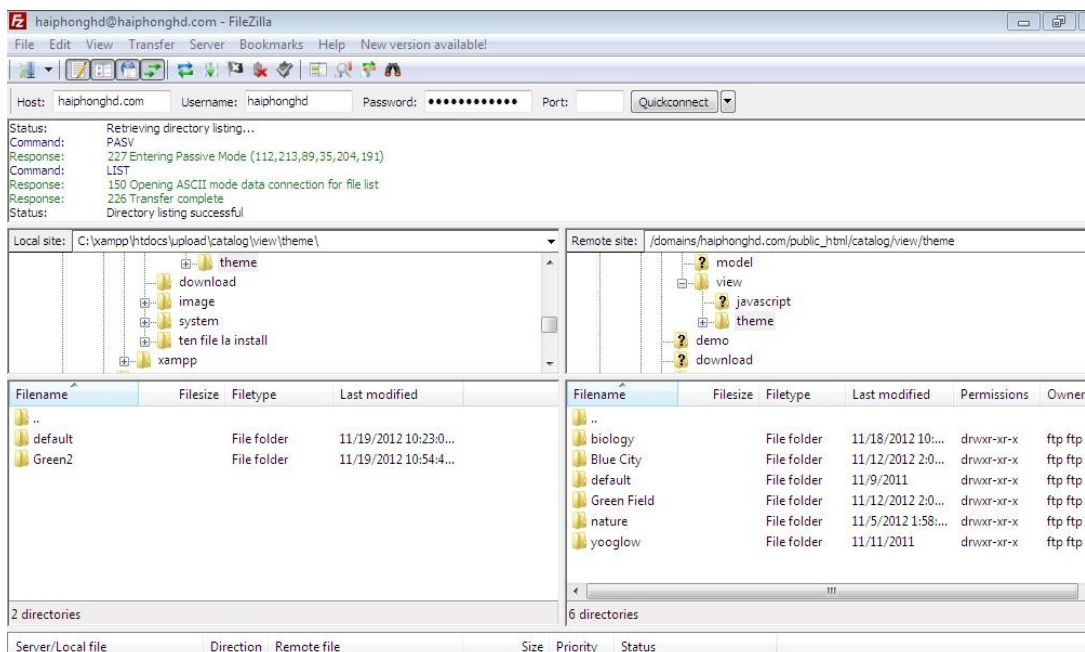 haiphonghd@haiphonghd.com - FileZilla
File Edit View Transfer Server Bookmarks Help New version available!
Host: haiphonghd.com Username: haiphonghd Password: ●●●●●●●●●●●● Port: Quickconnect
Status: Retrieving directory listing...
Command: PASV
Response: 227 Entering Passive Mode (112,213,89,35,204,191)
Command: LIST
Response: 150 Opening ASCII mode data connection for file list
Response: 226 Transfer complete
Status: Directory listing successful
Local site: C:\xampp\htdocs\upload\catalog\view\theme\
theme
download
image
system
ten file la install
xampp
Remote site: /domains/haiphonghd.com/public_html/catalog/view/theme
model
view
javascript
theme
demo
download
Filename Filesize Filetype Last modified
..
default File folder 11/19/2012 10:23:0...
Green2 File folder 11/19/2012 10:54:4...
2 directories
Filename Filesize Filetype Last modified Permissions Owner
..
biology File folder 11/18/2012 10:... drwxr-xr-x ftp ftp
Blue City File folder 11/12/2012 2:0... drwxr-xr-x ftp ftp
default File folder 11/9/2011 drwxr-xr-x ftp ftp
Green Field File folder 11/12/2012 2:0... drwxr-xr-x ftp ftp
nature File folder 11/5/2012 1:58:... drwxr-xr-x ftp ftp
yooglow File folder 11/11/2011 drwxr-xr-x ftp ftp
6 directories
Server/Local file Direction Remote file Size Priority Status